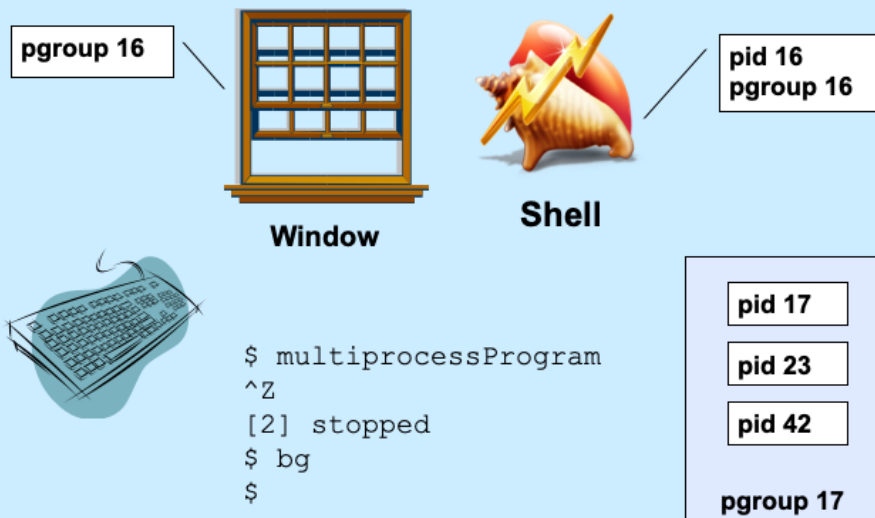 pgroup 16
pid 16
pgroup 16
Window
Shell
$ multiprocessProgram
^Z
[2] stopped
$ bg
$
pid 17
pid 23
pid 42
pgroup 17